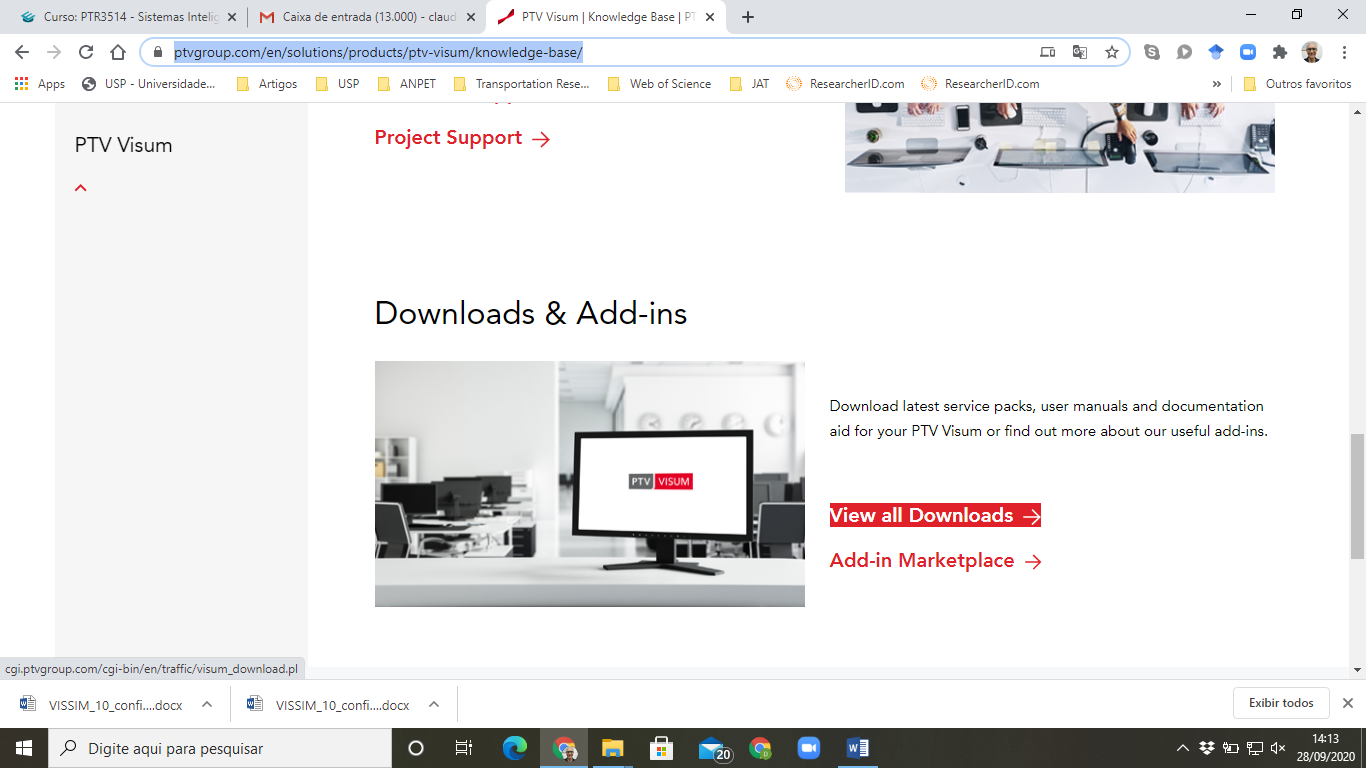 Curso: PTR3514 - Sistemas Intelig
Caixa de entrada (13.000) - claud
PTV Visum | Knowledge Base | PT
ptvgroup.com/en/solutions/products/ptv-visum/knowledge-base/
Apps
USP - Universidade...
Artigos
USP
ANPET
Transportation Rese...
Web of Science
JAT
ResearcherID.com
ResearcherID.com
»
Outros favoritos
PTV Visum
Project Support →
Downloads & Add-ins
PTV VISUM
Download latest service packs, user manuals and documentation
aid for your PTV Visum or find out more about our useful add-ins.
View all Downloads →
Add-in Marketplace →
cgi.ptvgroup.com/cgi-bin/en/traffic/visum_download.pl
VISSIM_10_confi....docx
VISSIM_10_confi....docx
Exibir todos
Digite aqui para pesquisar
20
14:13
28/09/2020